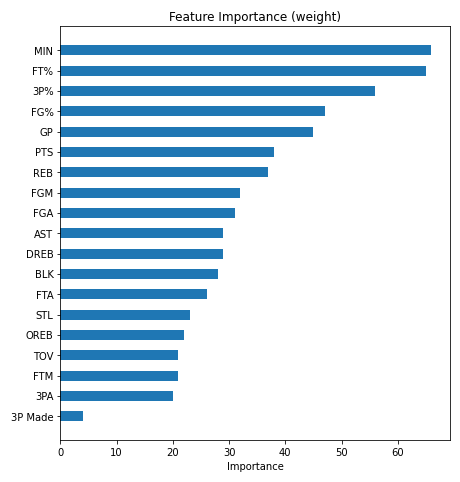 Feature Importance (weight)
MIN
FT%
3P%
FG%
GP
PTS
REB
FGM
FGA
AST
DREB
BLK
FTA
STL
OREB
TOV
FTM
3PA
3P Made
0 10 20 30 40 50 60
Importance